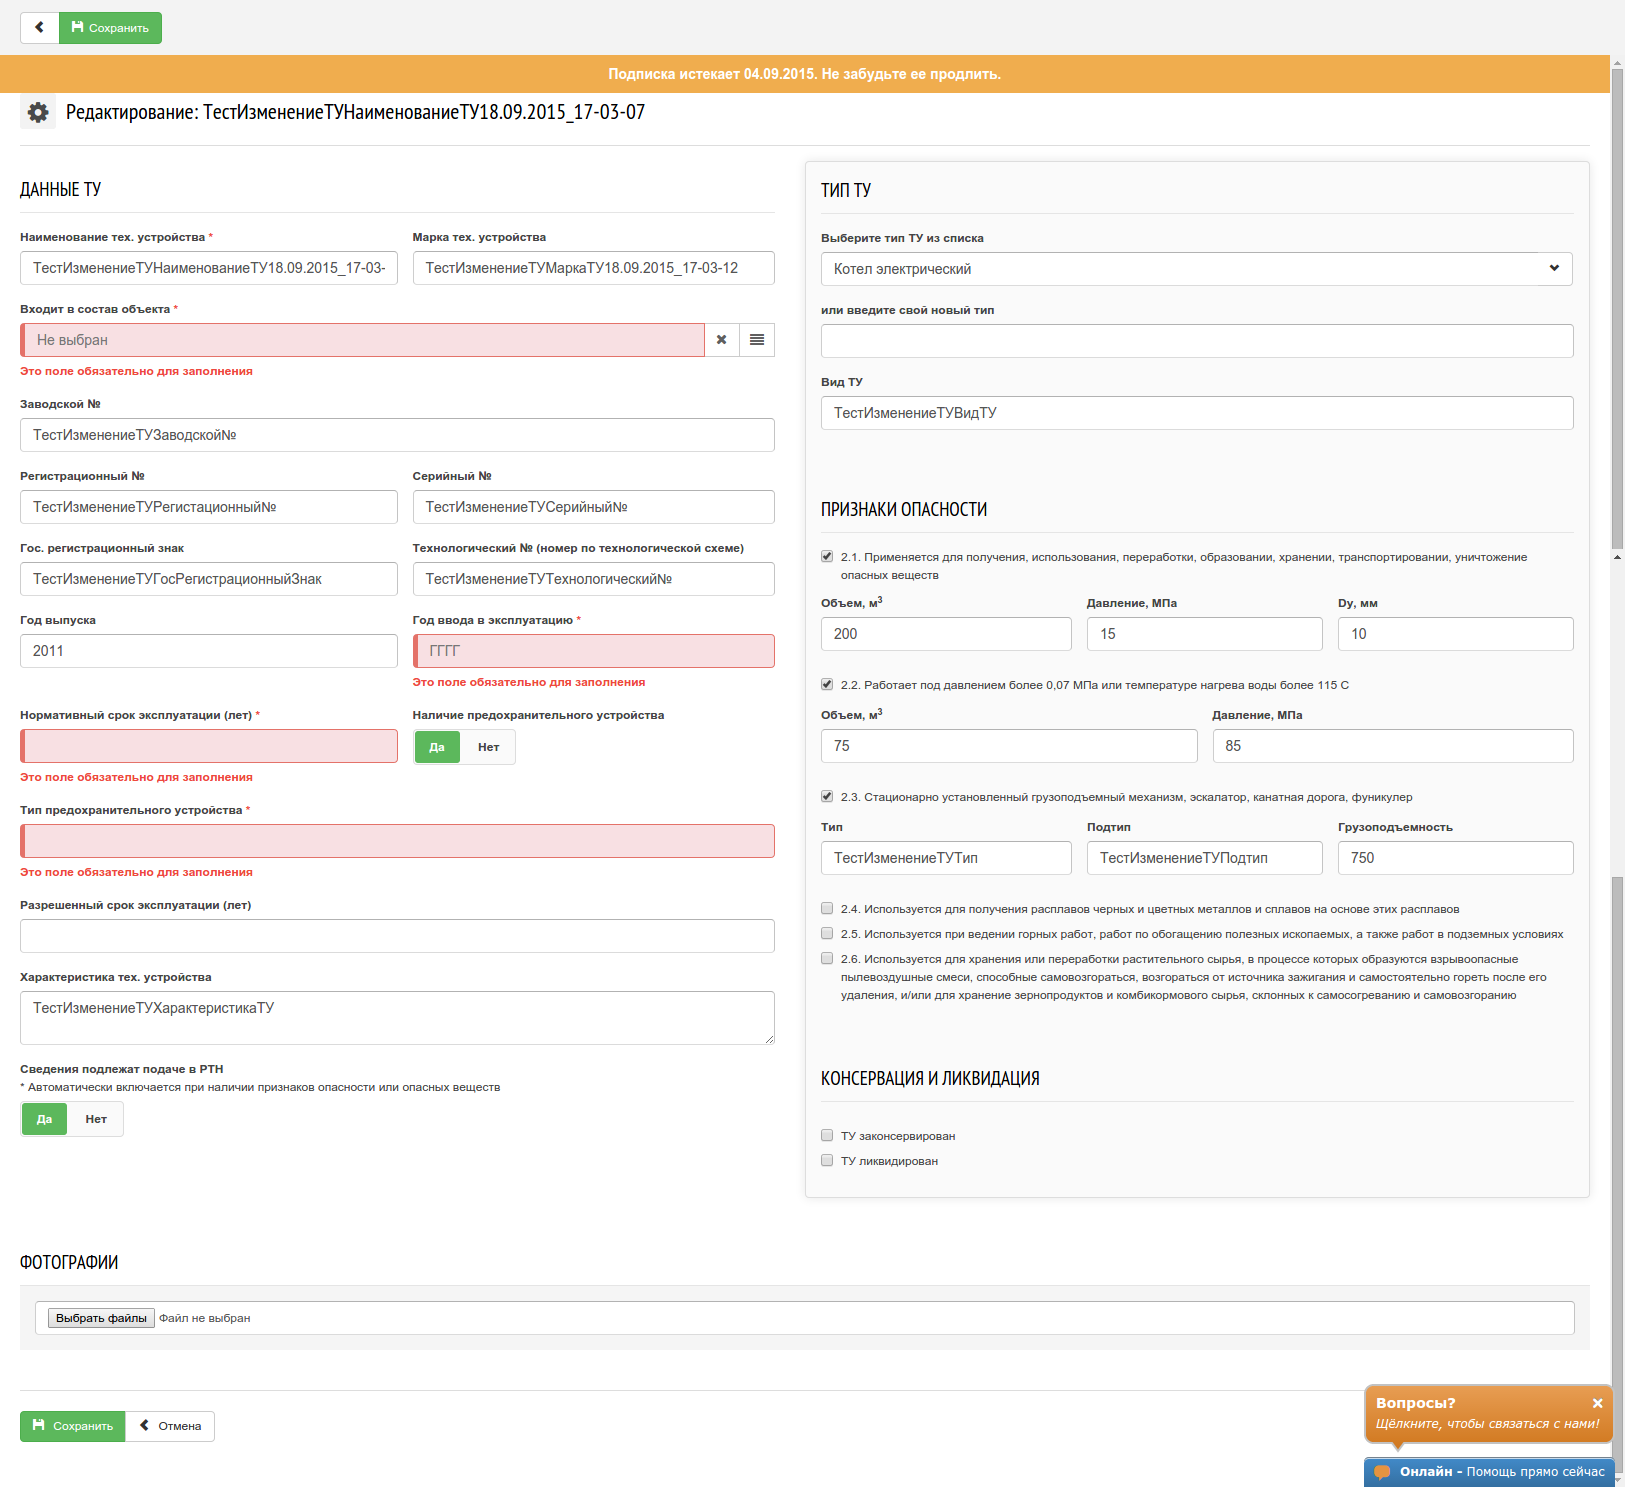 Сохранить
Подписка истекает 04.09.2015. Не забудьте ее продлить.
Редактирование: ТестИзменениеТУНаименованиеТУ18.09.2015_17-03-07
ДАННЫЕ ТУ
Наименование тех. устройства *
Марка тех. устройства
ТестИзменениеТУНаименованиеТУ18.09.2015_17-03-
ТестИзменениеТУМаркаТУ18.09.2015_17-03-12
Входит в состав объекта *
Не выбран
Это поле обязательно для заполнения
Заводской №
ТестИзменениеТУЗаводской№
Регистрационный №
Серийный №
ТестИзменениеТУРегистационный№
ТестИзменениеТУСерийный№
Гос. регистрационный знак
Технологический № (номер по технологической схеме)
ТестИзменениеТУГосРегистрационныйЗнак
ТестИзменениеТУТехнологический№
Год выпуска
Год ввода в эксплуатацию *
2011
ГГГГ
Это поле обязательно для заполнения
Нормативный срок эксплуатации (лет) *
Наличие предохранительного устройства
Да
Нет
Это поле обязательно для заполнения
Тип предохранительного устройства *
Это поле обязательно для заполнения
Разрешенный срок эксплуатации (лет)
Характеристика тех. устройства
ТестИзменениеТУХарактеристикаТУ
Сведения подлежат подаче в РТН
* Автоматически включается при наличии признаков опасности или опасных веществ
Да
Нет
ТИП ТУ
Выберите тип ТУ из списка
Котел электрический
или введите свой новый тип
Вид ТУ
ТестИзменениеТУВидТУ
ПРИЗНАКИ ОПАСНОСТИ
2.1. Применяется для получения, использования, переработки, образовании, хранении, транспортировании, уничтожение
опасных веществ
Объем, м³
Давление, МПа
Dy, мм
200
15
10
2.2. Работает под давлением более 0,07 МПа или температуре нагрева воды более 115 С
Объем, м³
Давление, МПа
75
85
2.3. Стационарно установленный грузоподъемный механизм, эскалатор, канатная дорога, фуникулер
Тип
Подтип
Грузоподъемность
ТестИзменениеТУТип
ТестИзменениеТУПодтип
750
2.4. Используется для получения расплавов черных и цветных металлов и сплавов на основе этих расплавов
2.5. Используется при ведении горных работ, работ по обогащению полезных ископаемых, а также работ в подземных условиях
2.6. Используется для хранения или переработки растительного сырья, в процессе которых образуются взрывоопасные
пылевоздушные смеси, способные самовозгораться, возгораться от источника зажигания и самостоятельно гореть после его
удаления, и/или для хранение зернопродуктов и комбикормового сырья, склонных к самосогреванию и самовозгоранию
КОНСЕРВАЦИЯ И ЛИКВИДАЦИЯ
ТУ законсервирован
ТУ ликвидирован
ФОТОГРАФИИ
Выбрать файлы Файл не выбран
Сохранить
Отмена
Вопросы?
Щёлкните, чтобы связаться с нами!
Онлайн – Помощь прямо сейчас